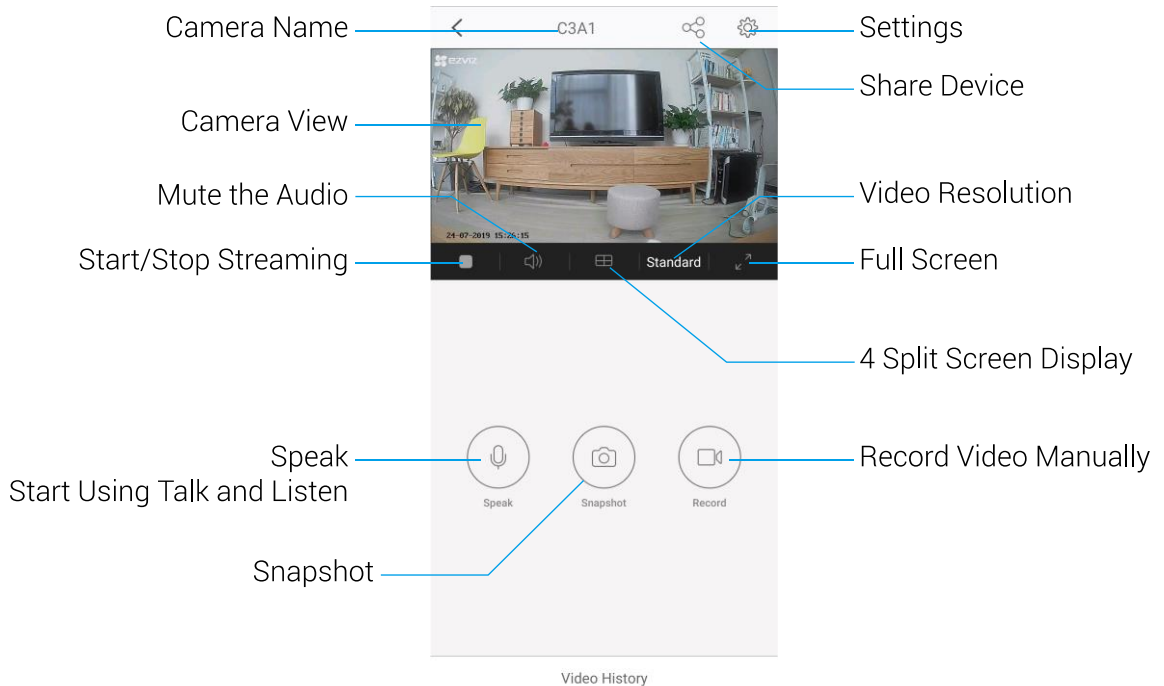 Camera Name
C3A1
Settings
Share Device
EZVIZ
Camera View
Mute the Audio
Video Resolution
24-07-2019 15:26:15
Start/Stop Streaming
Standard
Full Screen
4 Split Screen Display
Speak
Start Using Talk and Listen
Record Video Manually
Speak
Snapshot
Record
Snapshot
Video History